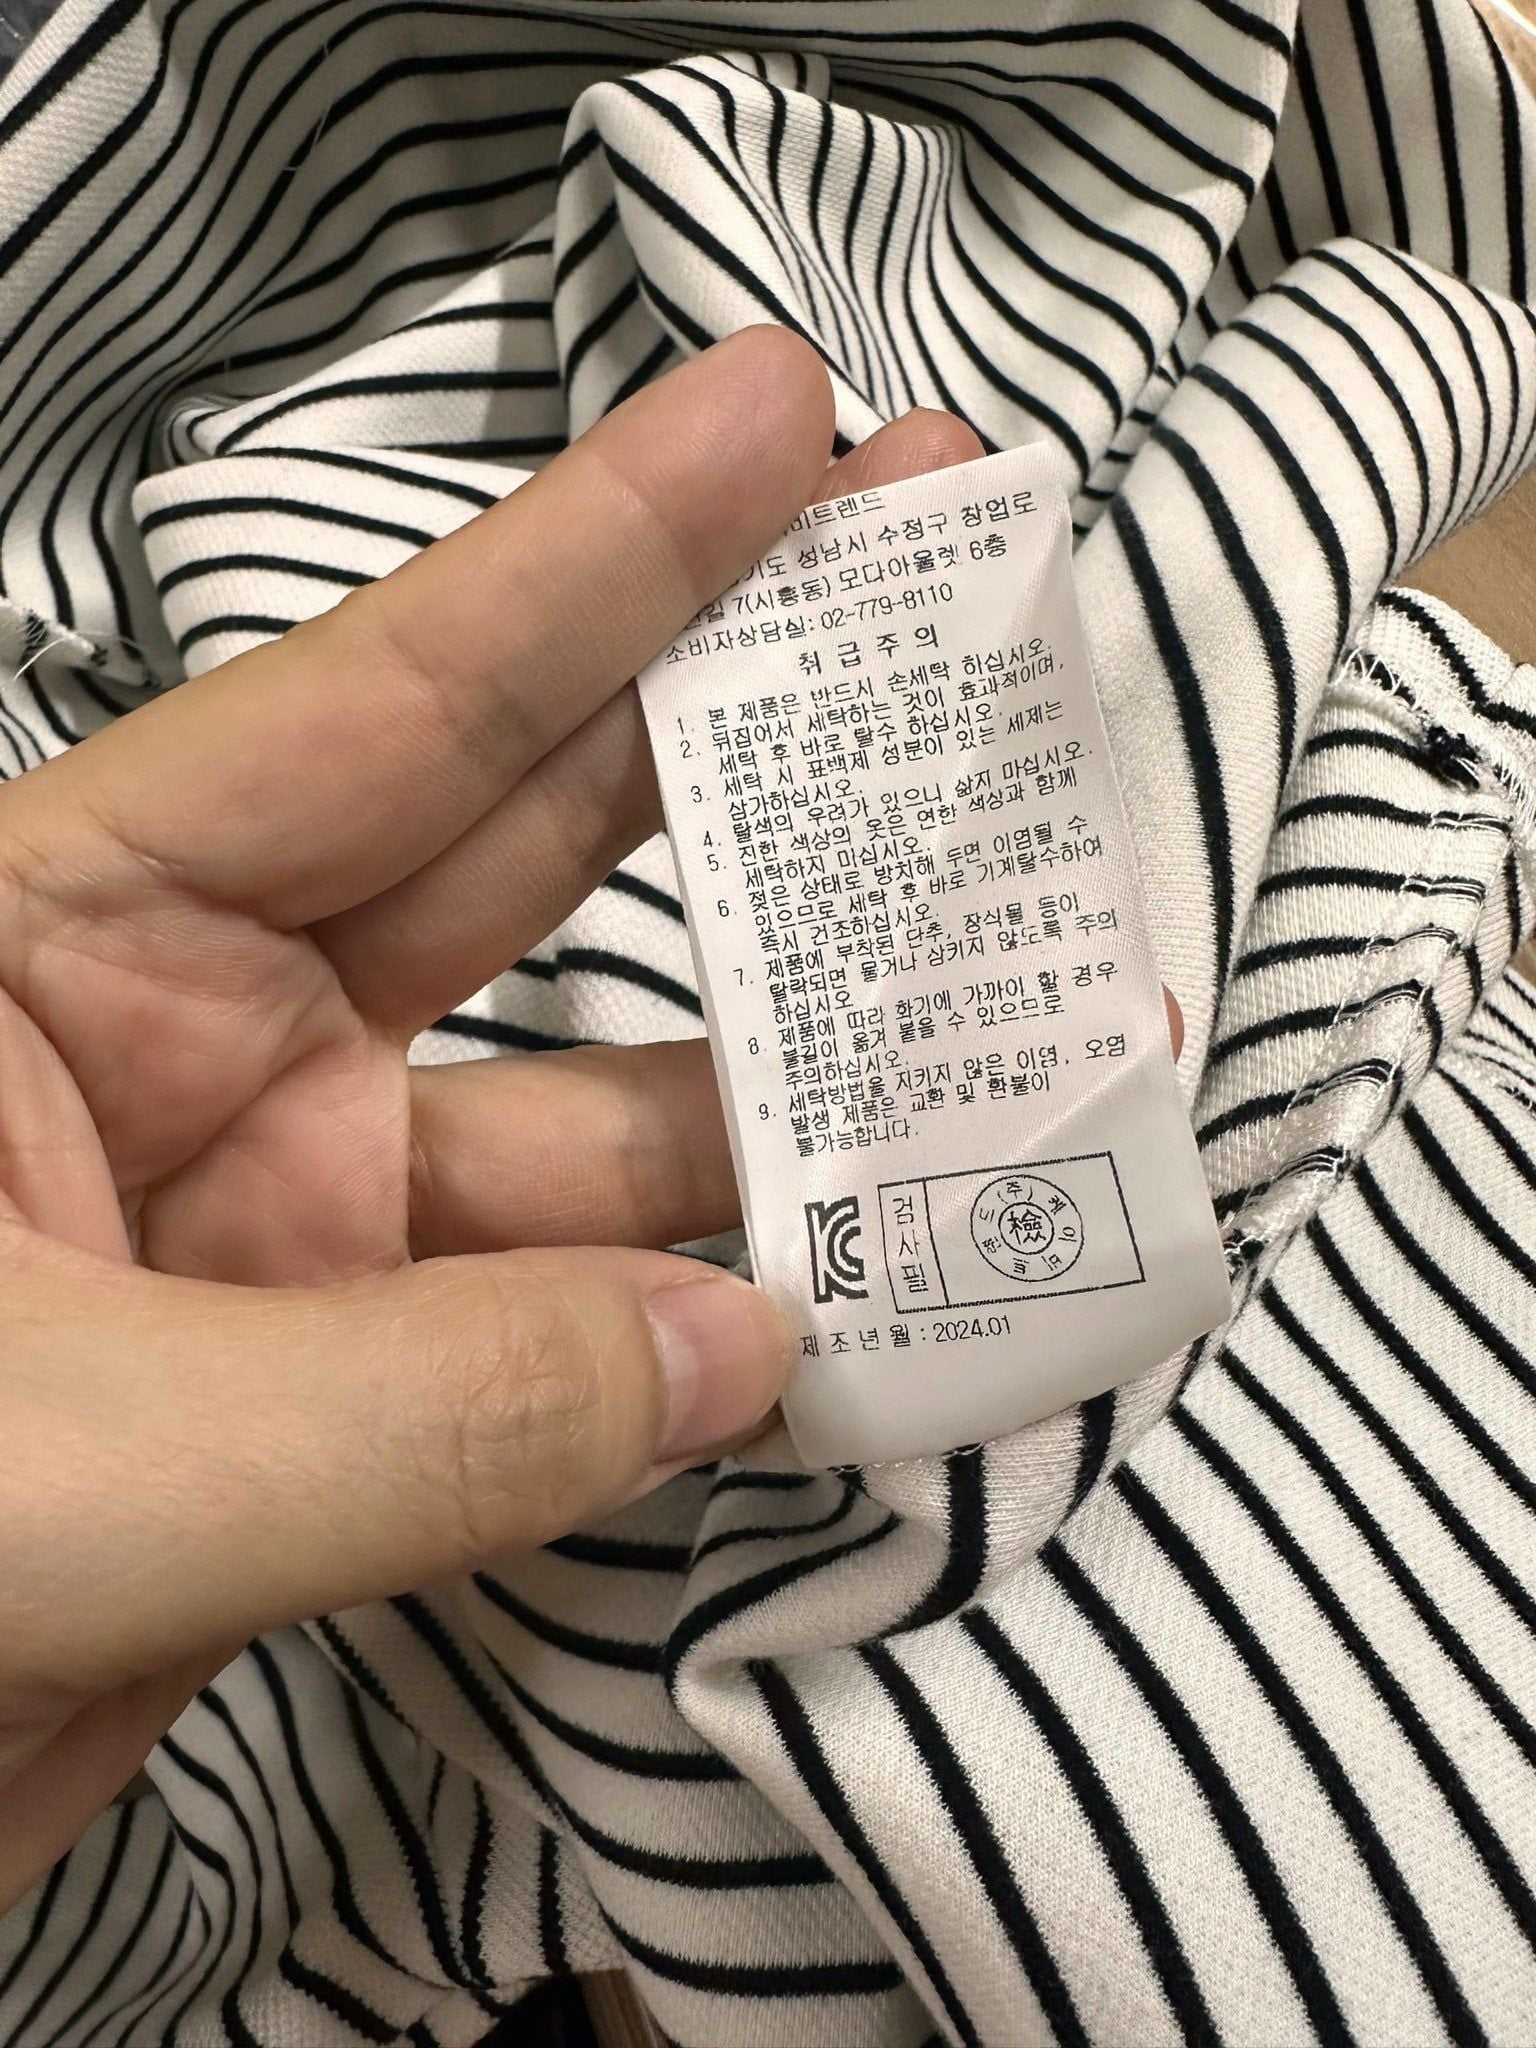 비트렌드
성남시 수정구 창업로
7(시흥동) 모다아울렛 6층
소비자상담실: 02-779-8110
취 급 주 의
1. 본 제품은 반드시 손세탁 하십시오.
2. 뒤집어서 세탁하는 것이 효과적이며,
세탁 후 바로 탈수 하십시오.
3. 세탁 시 표백제 성분이 있는 세제는
삼가하십시오.
4. 탈색의 우려가 있으니 삶지 마십시오.
5. 진한 색상의 옷은 연한 색상과 함께
세탁하지 마십시오.
6. 젖은 상태로 방치해 두면 이염될 수
있으므로 세탁 후 바로 기계탈수하여
즉시 건조하십시오.
7. 제품에 부착된 단추, 장식물 등이
탈락되면 물거나 삼키지 않도록 주의
하십시오
8. 제품에 따라 화기에 가까이 할 경우
불길이 옮겨 붙을 수 있으므로
주의하십시오.
9. 세탁방법을 지키지 않은 이염, 오염
발생 제품은 교환 및 환불이
불가능합니다.
KC
검사필
(주)케이비트렌드
檢
제 조 년 월 : 2024.01